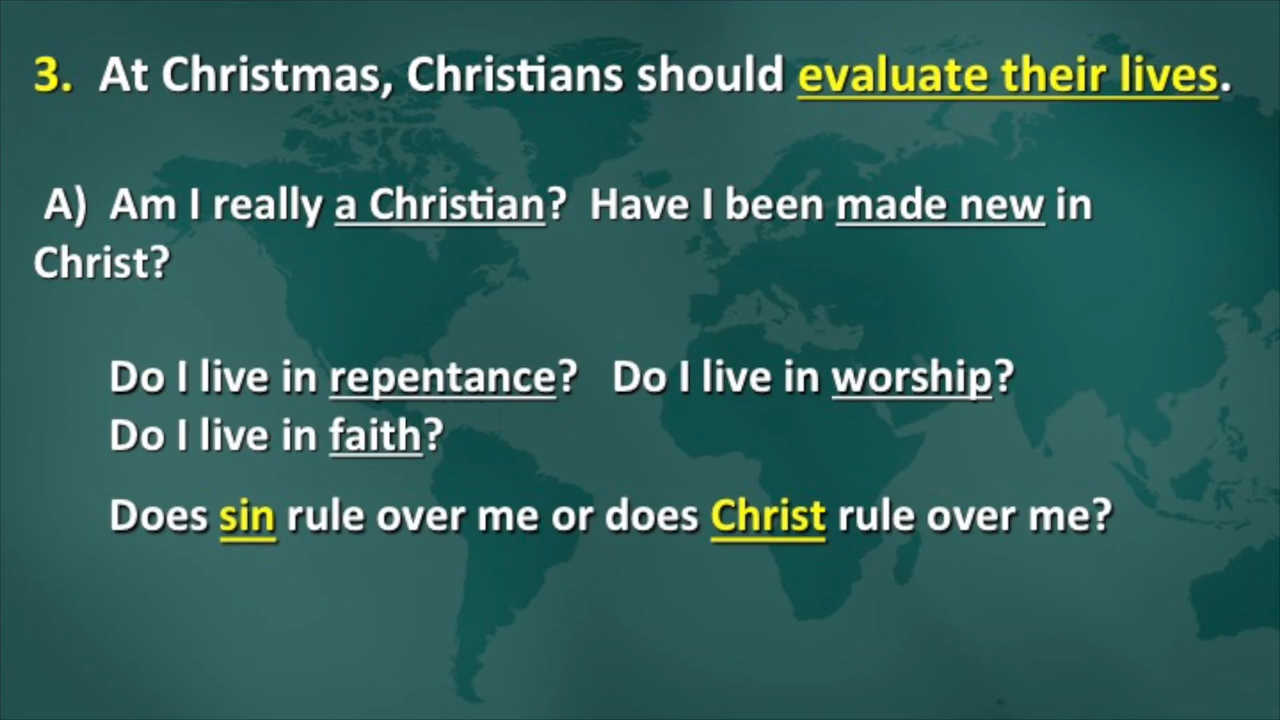 3. At Christmas, Christians should evaluate their lives.
A) Am I really a Christian? Have I been made new in
Christ?
Do I live in repentance? Do I live in worship?
Do I live in faith?
Does sin rule over me or does Christ rule over me?